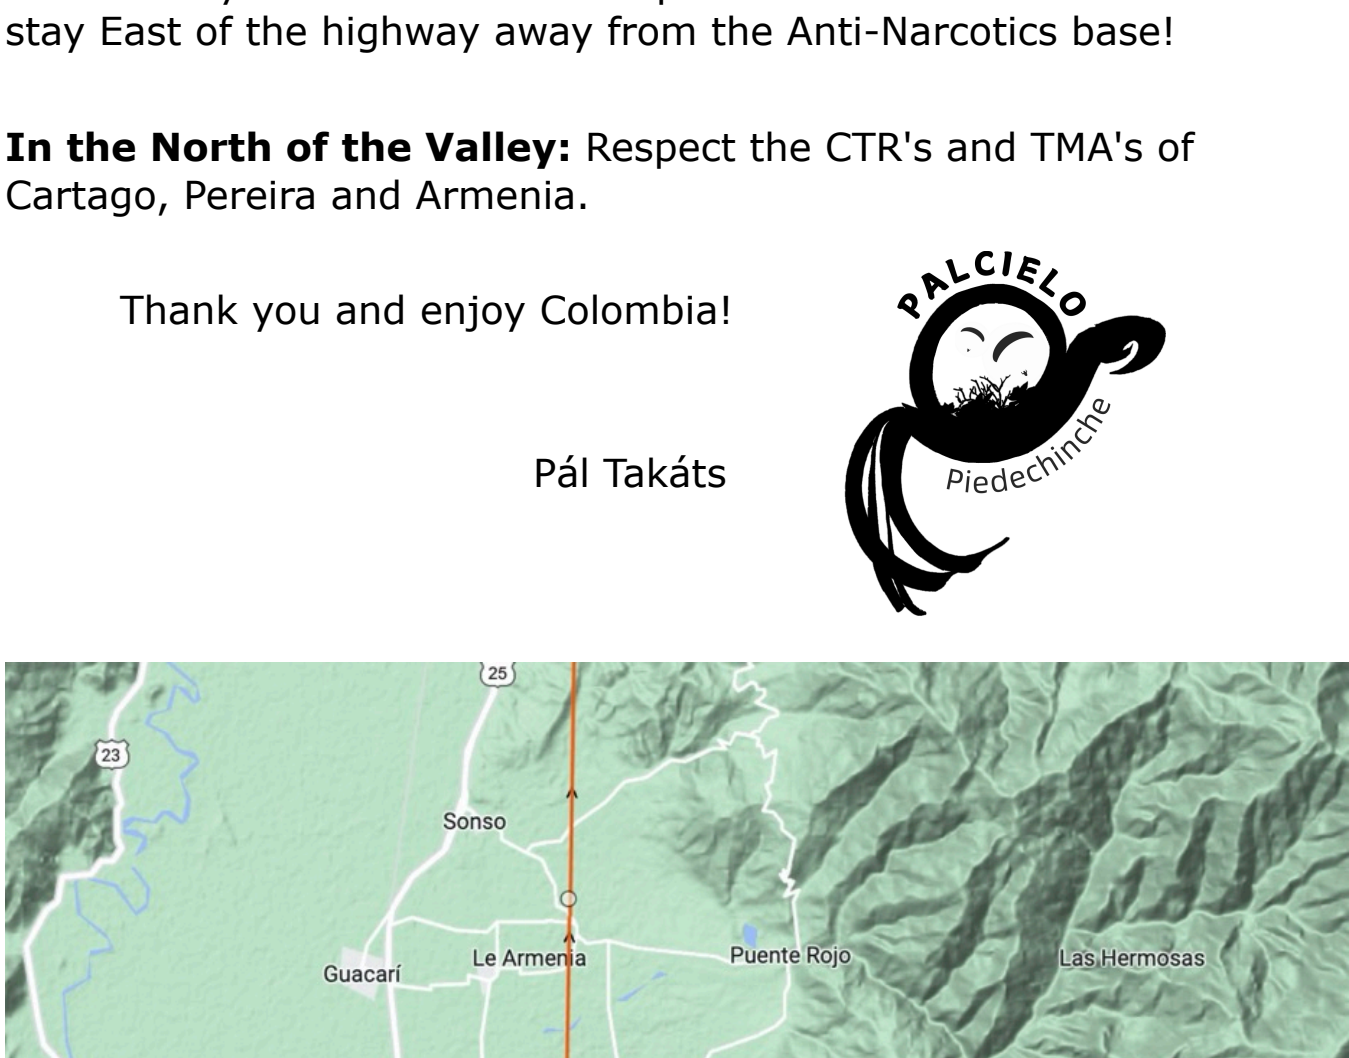 stay East of the highway away from the Anti-Narcotics base!
In the North of the Valley: Respect the CTR's and TMA's of
Cartago, Pereira and Armenia.
PALCIELO
Thank you and enjoy Colombia!
Piedechinche
Pál Takáts
25
23
Sonso
Le Armenia
Puente Rojo
Las Hermosas
Guacarí